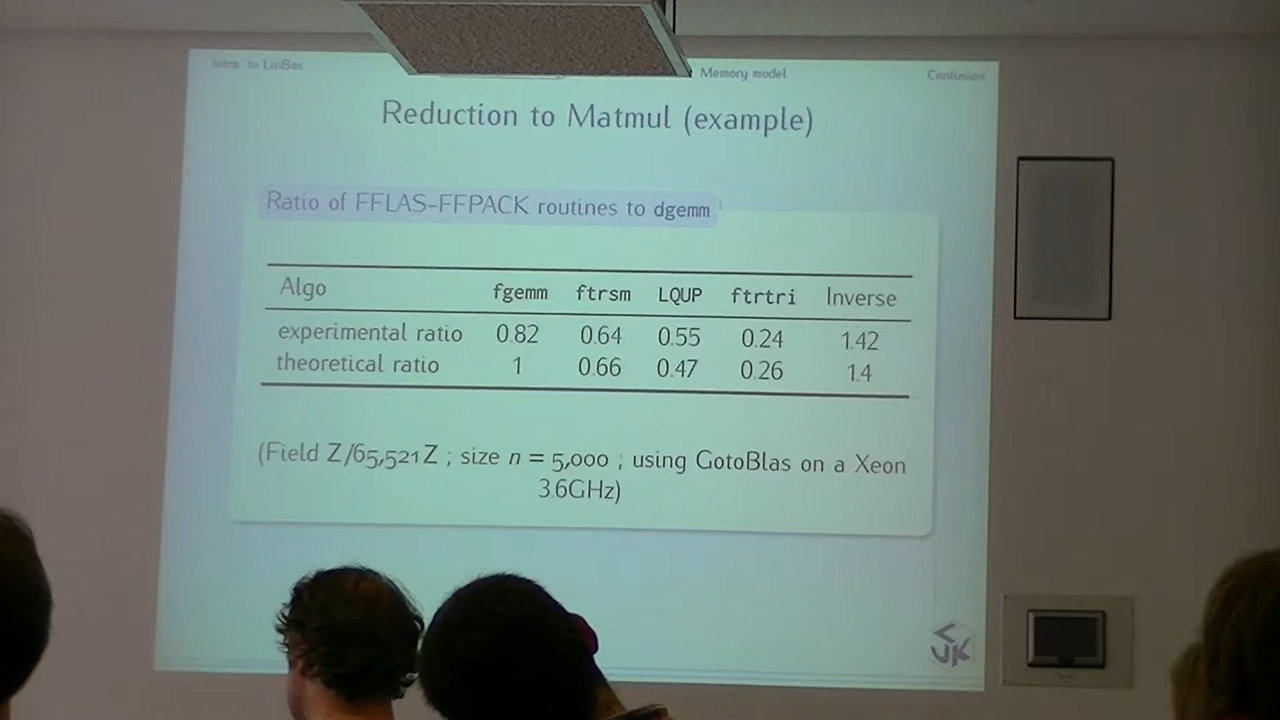 Intro. to LinBox
Memory model
Conlusion
Reduction to Matmul (example)
Ratio of FFLAS-FFPACK routines to dgemm
Algo fgemm ftrsm LQUP ftrtri Inverse
experimental ratio 0.82 0.64 0.55 0.24 1.42
theoretical ratio 1 0.66 0.47 0.26 1.4
(Field Z/65,521Z ; size n = 5,000 ; using GotoBlas on a Xeon
3.6GHz)